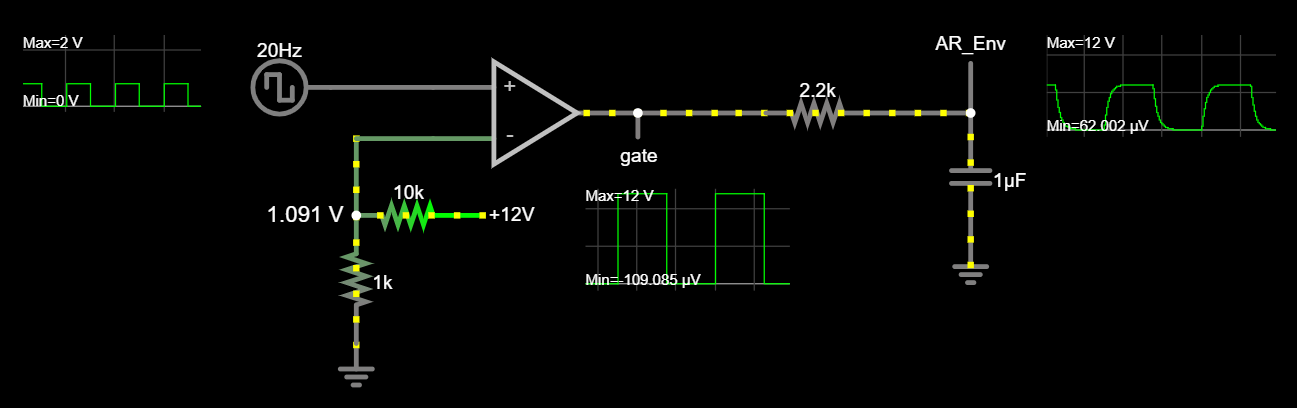 Max=2 V
Min=0 V
20Hz
+
-
10k
1.091 V
+12V
1k
gate
Max=12 V
Min=-109.085 µV
2.2k
AR_Env
1µF
Max=12 V
Min=62.002 µV